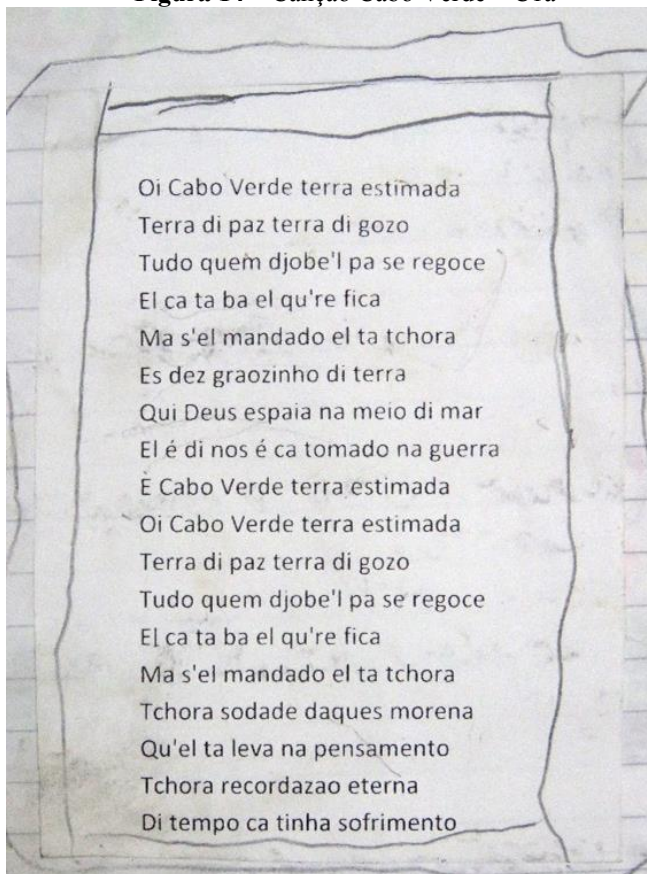 Oi Cabo Verde terra estimada
Terra di paz terra di gozo
Tudo quem djobe'l pa se regoce
El ca ta ba el qu're fica
Ma s'el mandado el ta tchora
Es dez graozinho di terra
Qui Deus espaia na meio di mar
El é di nos é ca tomado na guerra
E Cabo Verde terra estimada
Oi Cabo Verde terra estimada
Terra di paz terra di gozo
Tudo quem djobe'l pa se regoce
El ca ta ba el qu're fica
Ma s'el mandado el ta tchora
Tchora sodade daques morena
Qu'el ta leva na pensamento
Tchora recordazao eterna
Di tempo ca tinha sofrimento